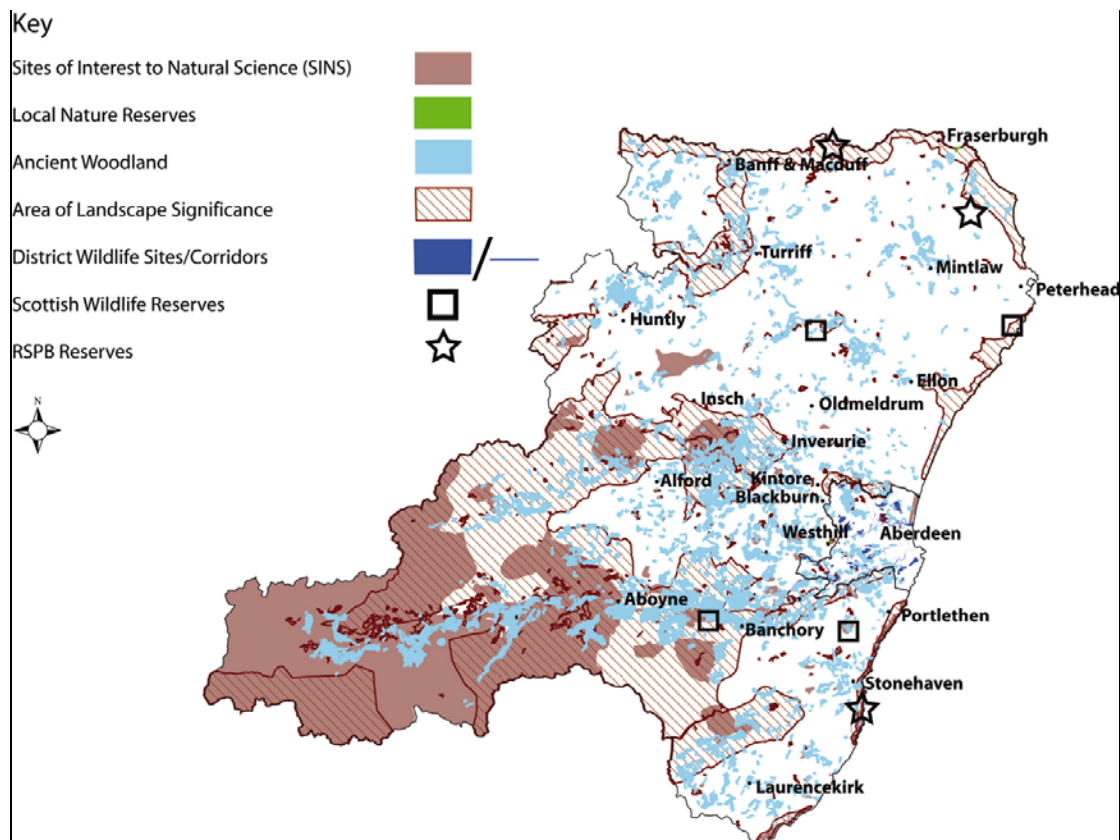 Key
Sites of Interest to Natural Science (SINS)
Local Nature Reserves
Ancient Woodland
Area of Landscape Significance
District Wildlife Sites/Corridors
/
Scottish Wildlife Reserves
RSPB Reserves
N
Fraserburgh
Banff & Macduff
Turriff
Mintlaw
Peterhead
Huntly
Ellon
Insch
Oldmeldrum
Inverurie
Alford
Kintore
Blackburn
Westhill
Aberdeen
Aboyne
Portlethen
Banchory
Stonehaven
Laurencekirk